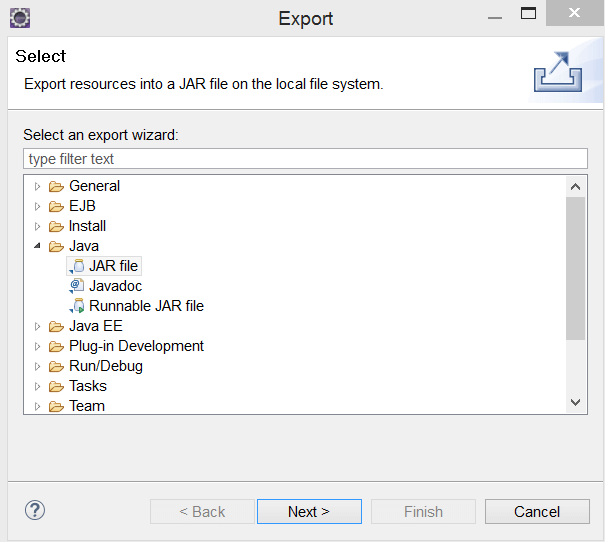 Export
Select
Export resources into a JAR file on the local file system.
Select an export wizard:
type filter text
General
EJB
Install
Java
JAR file
Javadoc
Runnable JAR file
Java EE
Plug-in Development
Run/Debug
Tasks
Team
< Back Next > Finish Cancel